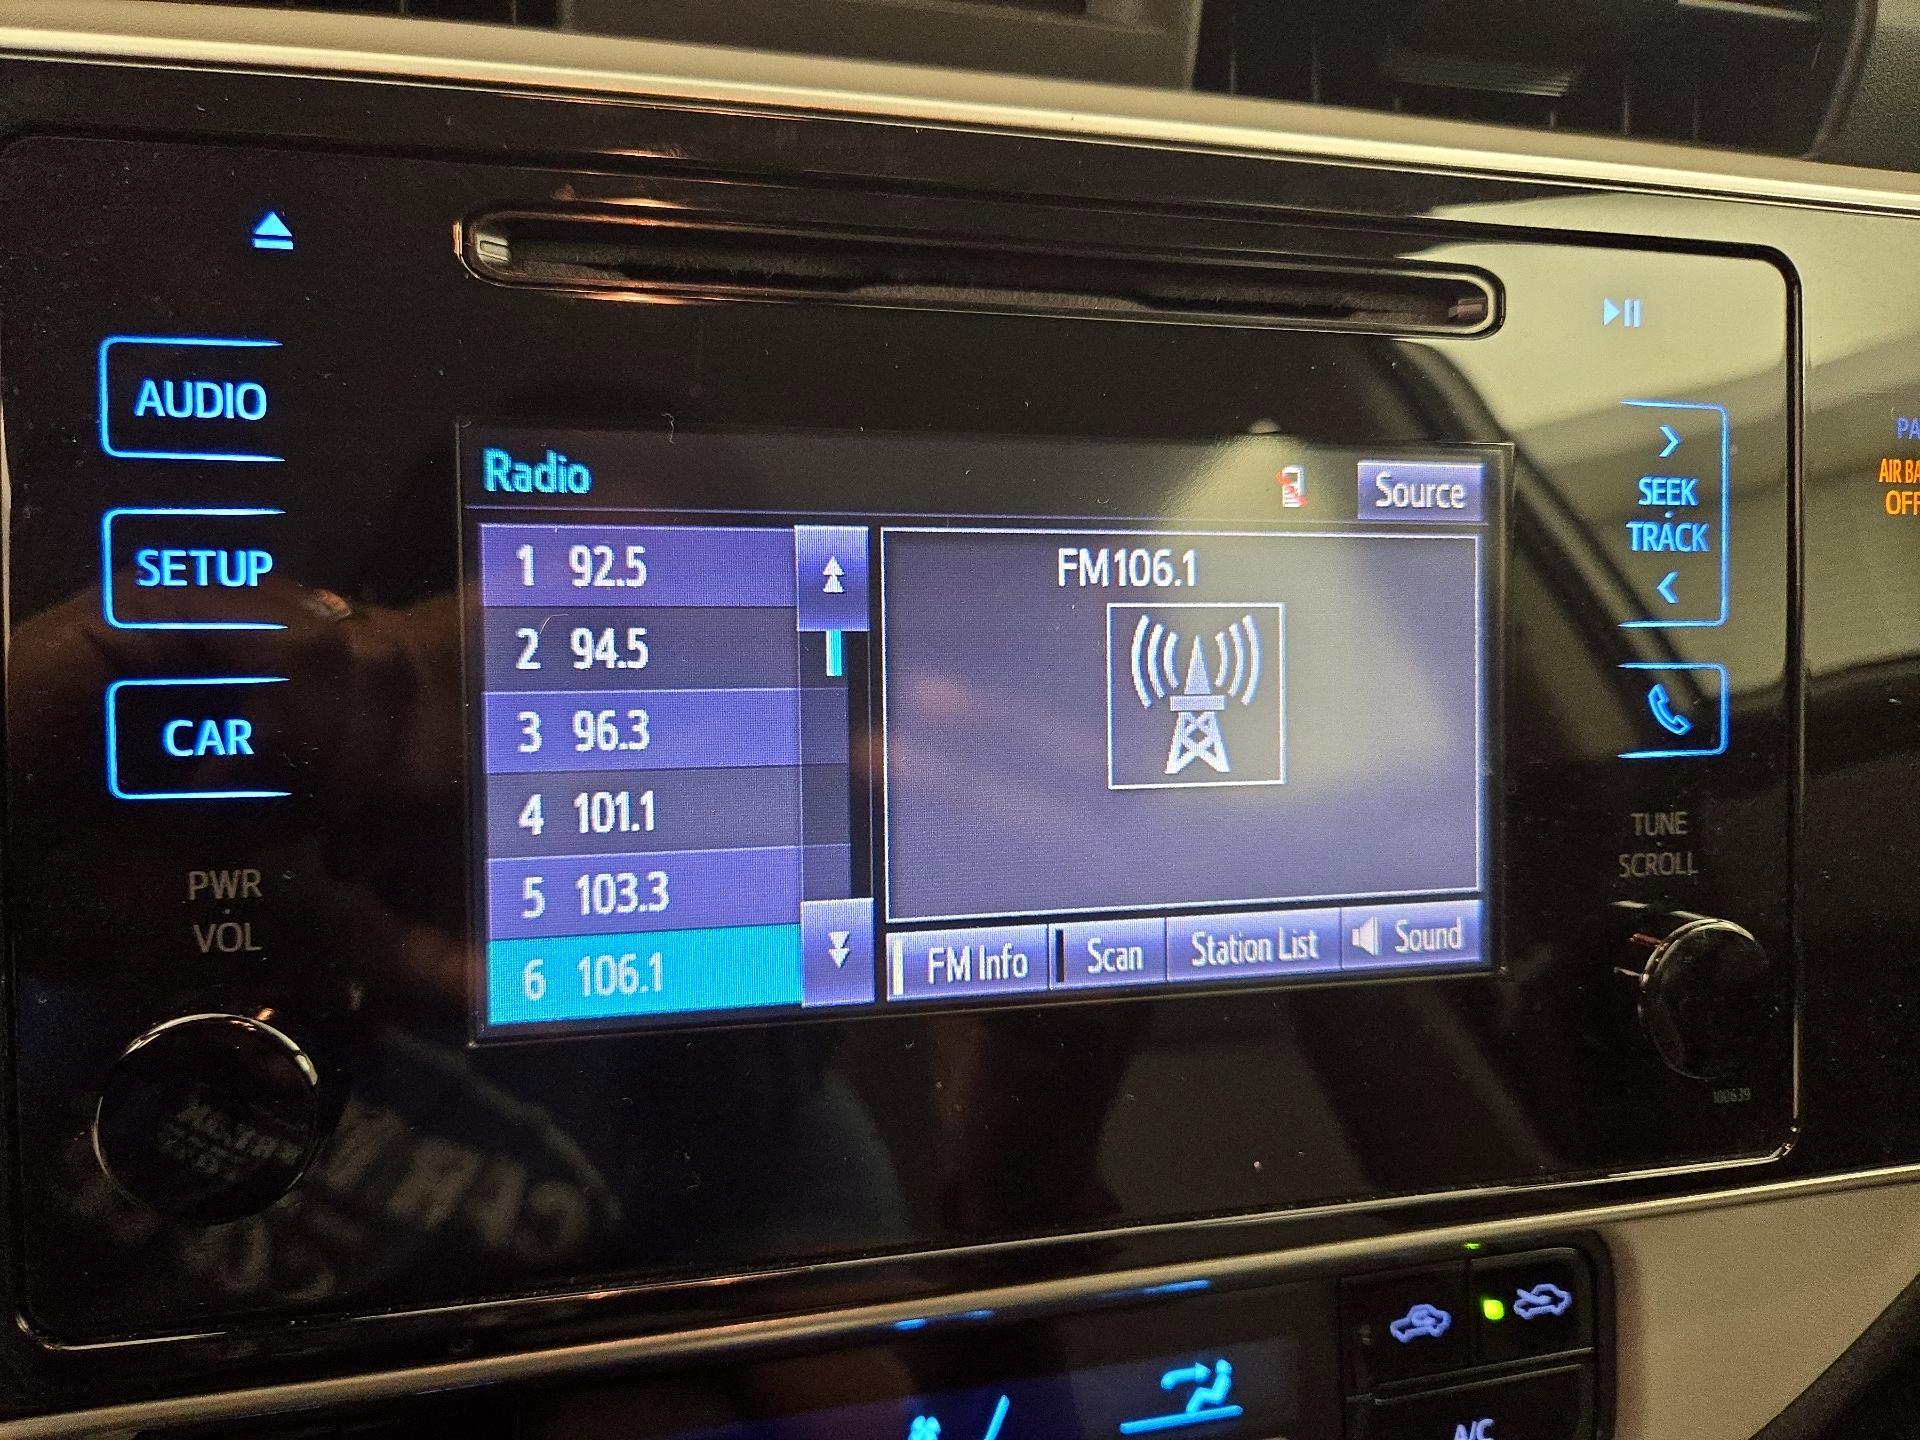 AUDIO
SETUP
CAR
PWR
VOL
Radio
Source
1 92.5
2 94.5
3 96.3
4 101.1
5 103.3
6 106.1
FM106.1
FM Info
Scan
Station List
Sound
SEEK
TRACK
TUNE
SCROLL
100639
AIR BA
OFF
PA
A/C